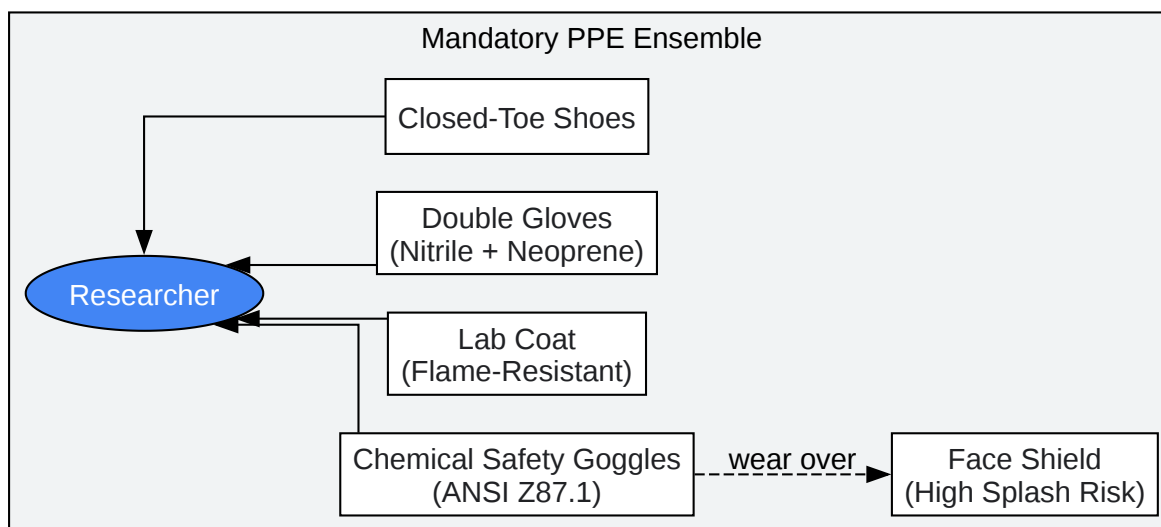 Mandatory PPE Ensemble
Closed-Toe Shoes
Double Gloves
(Nitrile + Neoprene)
Researcher
Lab Coat
(Flame-Resistant)
Chemical Safety Goggles
(ANSI Z87.1)
wear over
Face Shield
(High Splash Risk)